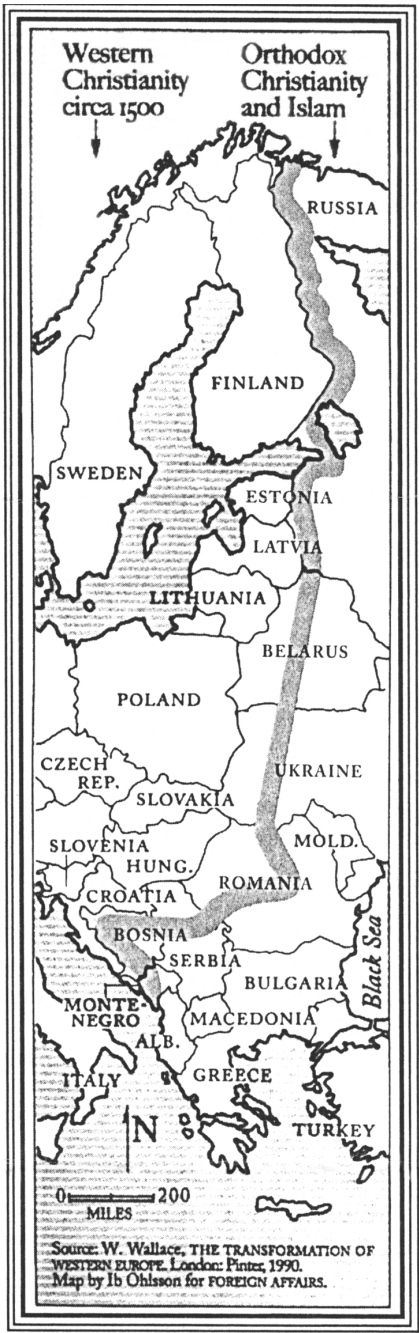 Western
Christianity
circa 1500
Orthodox
Christianity
and Islam
RUSSIA
FINLAND
SWEDEN
ESTONIA
LATVIA
LITHUANIA
BELARUS
POLAND
CZECH
REP.
UKRAINE
SLOVAKIA
MOLD.
SLOVENIA
HUNG.
ROMANIA
CROATIA
BOSNIA
SERBIA
BULGARIA
Black Sea
MONTE-
NEGRO
MACEDONIA
ALB.
ITALY
GREECE
TURKEY
N
0 200
MILES
Source: W. Wallace, THE TRANSFORMATION OF
WESTERN EUROPE. London: Pinter, 1990.
Map by Ib Ohlsson for FOREIGN AFFAIRS.